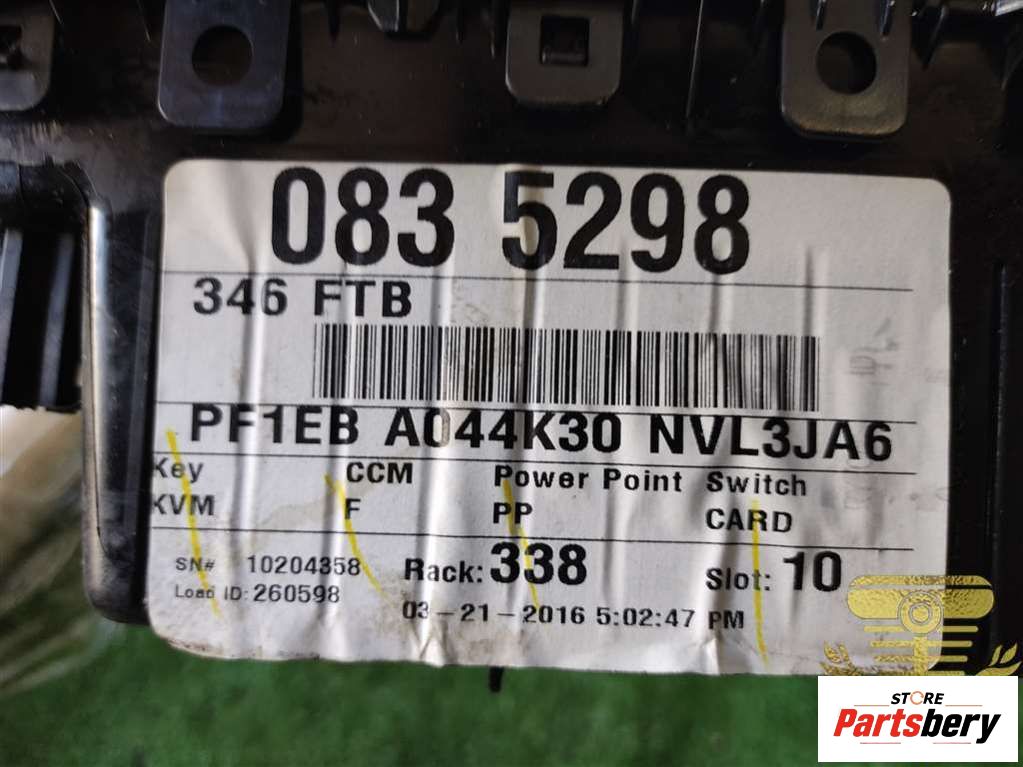 083 5298
346 FTB
PF1EB A044K30 NVL3JA6
Key CCM Power Point Switch
KVM F PP CARD
SN# 10204358 Rack: 338 Slot: 10
Load ID: 260598
03-21-2016 5:02:47 PM
STORE
Partsbery